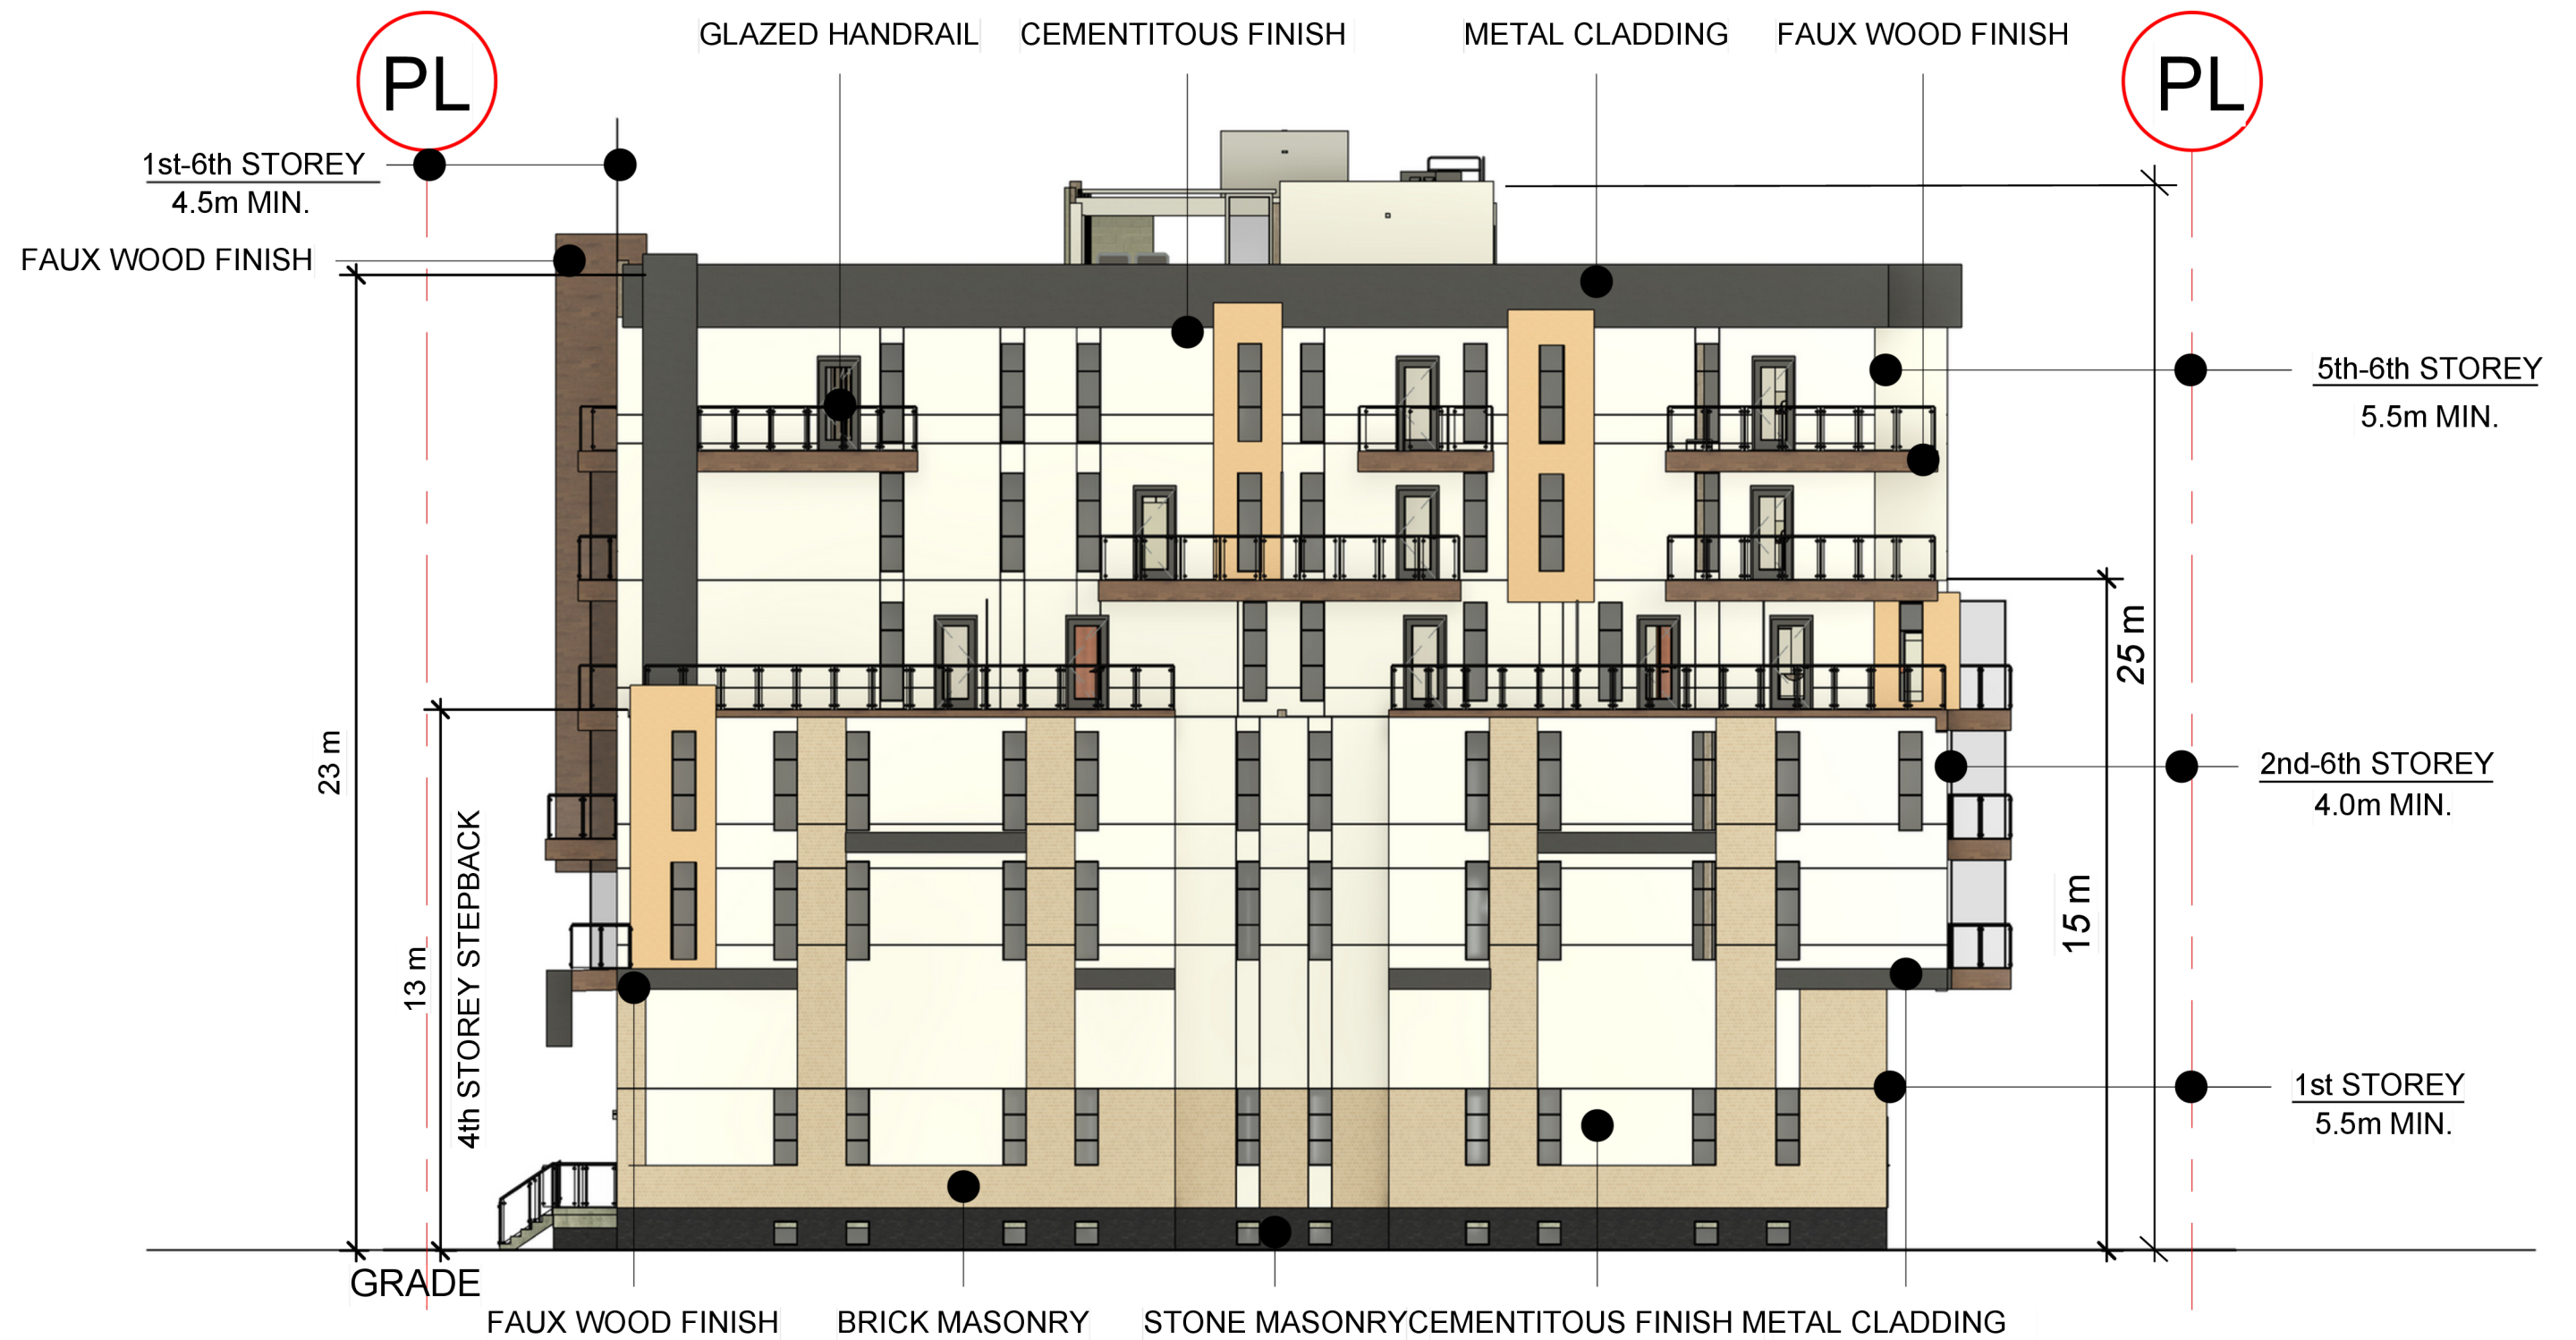 GLAZED HANDRAIL
CEMENTITOUS FINISH
METAL CLADDING
FAUX WOOD FINISH
PL
PL
1st-6th STOREY
4.5m MIN.
FAUX WOOD FINISH
5th-6th STOREY
5.5m MIN.
25 m
23 m
2nd-6th STOREY
4.0m MIN.
15 m
13 m
4th STOREY STEPBACK
1st STOREY
5.5m MIN.
GRADE
FAUX WOOD FINISH
BRICK MASONRY
STONE MASONRY
CEMENTITOUS FINISH
METAL CLADDING